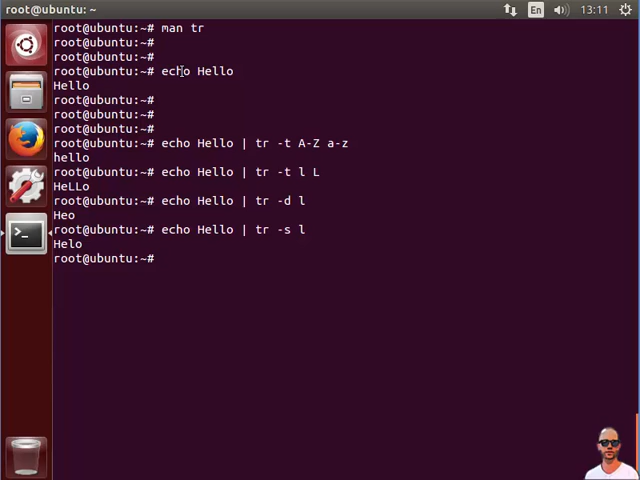 root@ubuntu: ~
En
13:11
root@ubuntu:~# man tr
root@ubuntu:~#
root@ubuntu:~#
root@ubuntu:~# echo Hello
Hello
root@ubuntu:~#
root@ubuntu:~#
root@ubuntu:~#
root@ubuntu:~# echo Hello | tr -t A-Z a-z
hello
root@ubuntu:~# echo Hello | tr -t l L
HeLLo
root@ubuntu:~# echo Hello | tr -d l
Heo
root@ubuntu:~# echo Hello | tr -s l
Helo
root@ubuntu:~#
>_